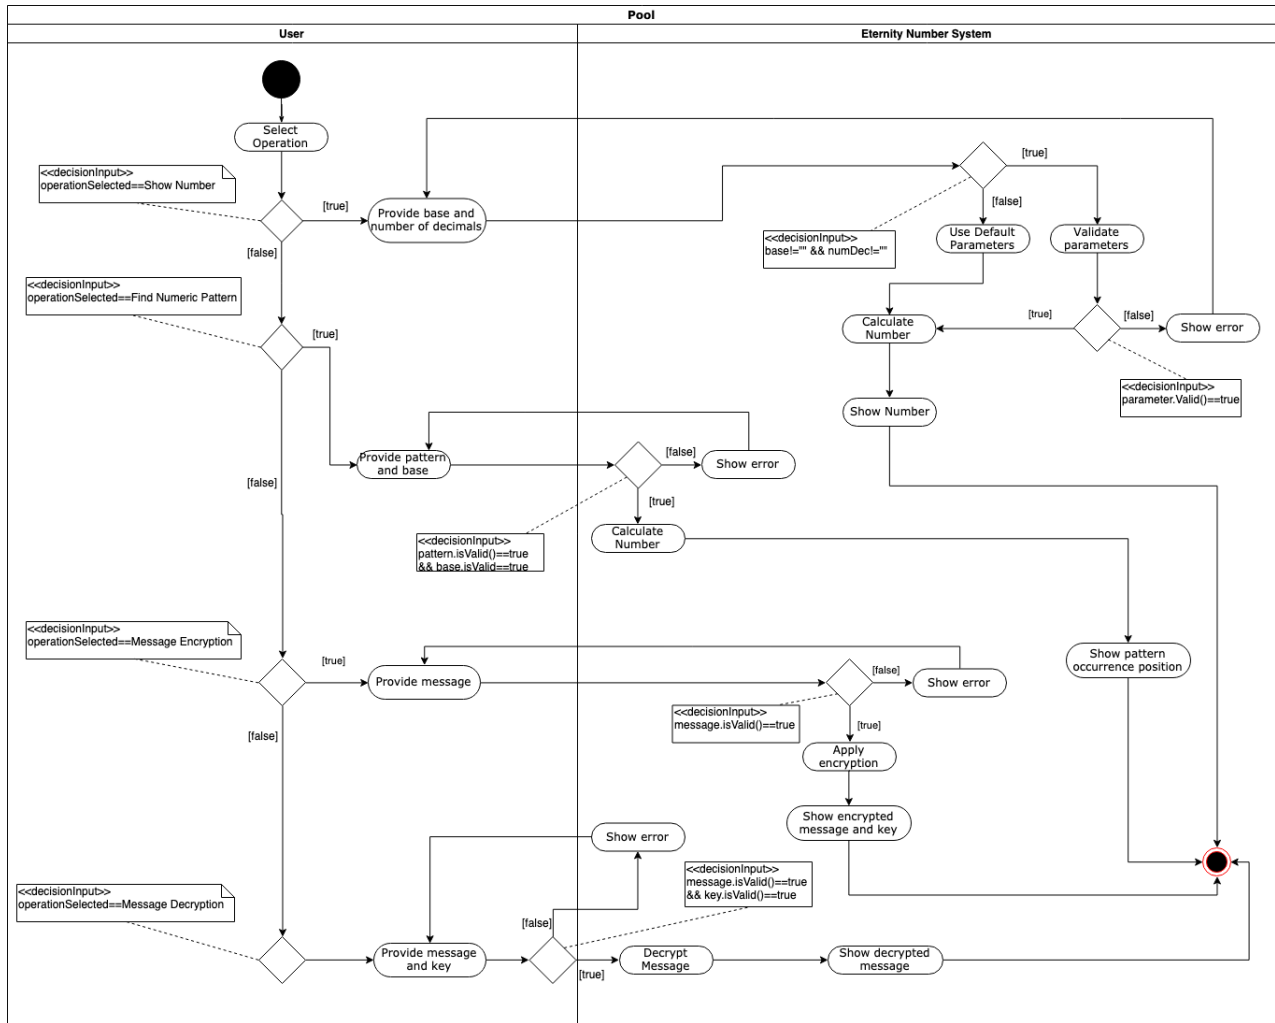 Pool
User
Eternity Number System
Select
Operation
<<decisionInput>>
operationSelected==Show Number
[true]
[false]
Provide base and
number of decimals
[true]
[false]
<<decisionInput>>
base!="" && numDec!=""
Use Default
Parameters
Validate
parameters
<<decisionInput>>
operationSelected==Find Numeric Pattern
[true]
[false]
Calculate
Number
[true]
[false]
Show error
<<decisionInput>>
parameter.Valid()==true
Show Number
Provide pattern
and base
[false]
Show error
[true]
<<decisionInput>>
pattern.isValid()==true
&& base.isValid==true
Calculate
Number
Show pattern
occurrence position
<<decisionInput>>
operationSelected==Message Encryption
[true]
[false]
Provide message
[false]
Show error
<<decisionInput>>
message.isValid()==true
[true]
Apply
encryption
Show encrypted
message and key
Show error
<<decisionInput>>
message.isValid()==true
&& key.isValid()==true
<<decisionInput>>
operationSelected==Message Decryption
[false]
Provide message
and key
[true]
Decrypt
Message
Show decrypted
message